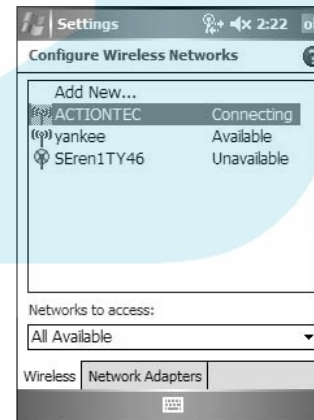 Settings 2:22 ok
Configure Wireless Networks ?
Add New...
ACTIONTEC Connecting
yankee Available
SEren1TY46 Unavailable
Networks to access:
All Available
Wireless Network Adapters